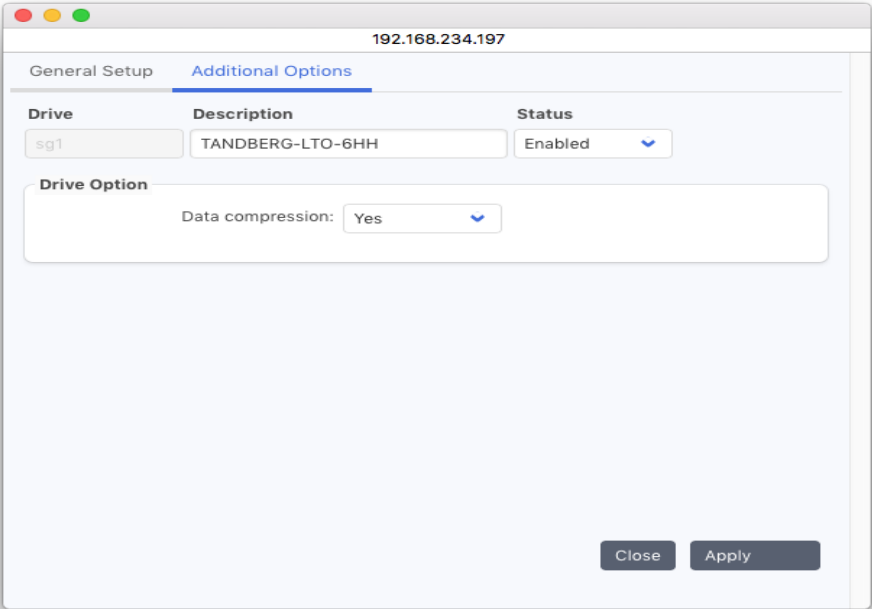 192.168.234.197
General Setup Additional Options
Drive Description Status
sg1 TANDBERG-LTO-6HH Enabled
Drive Option
Data compression: Yes
Close Apply